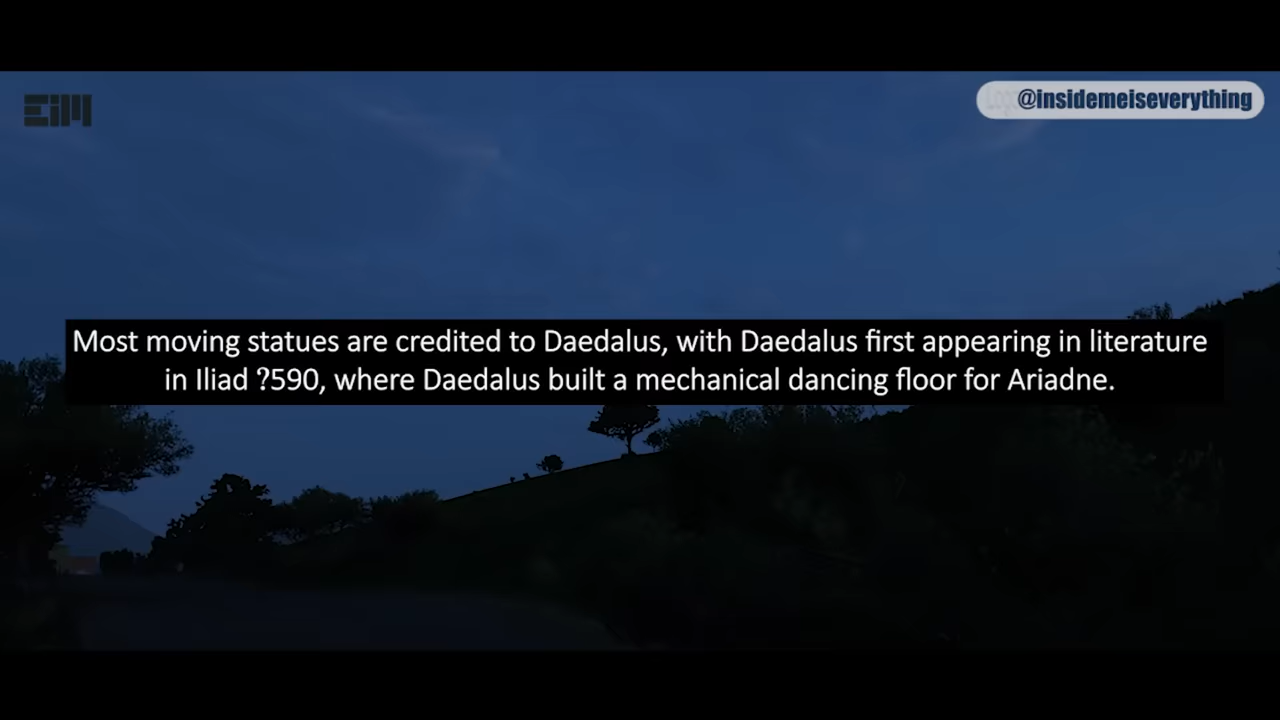 EiM
@insidemeiseverything
Most moving statues are credited to Daedalus, with Daedalus first appearing in literature
in Iliad ?590, where Daedalus built a mechanical dancing floor for Ariadne.